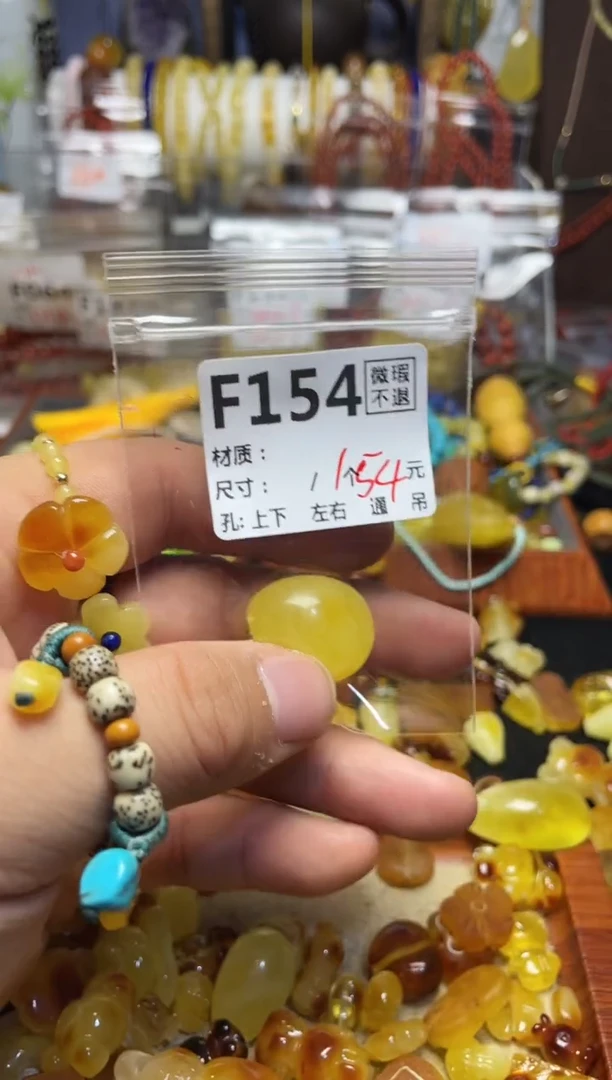 F154 微瑕
不退
材质：
尺寸： / 1个54元
孔: 上下 左右 通 吊